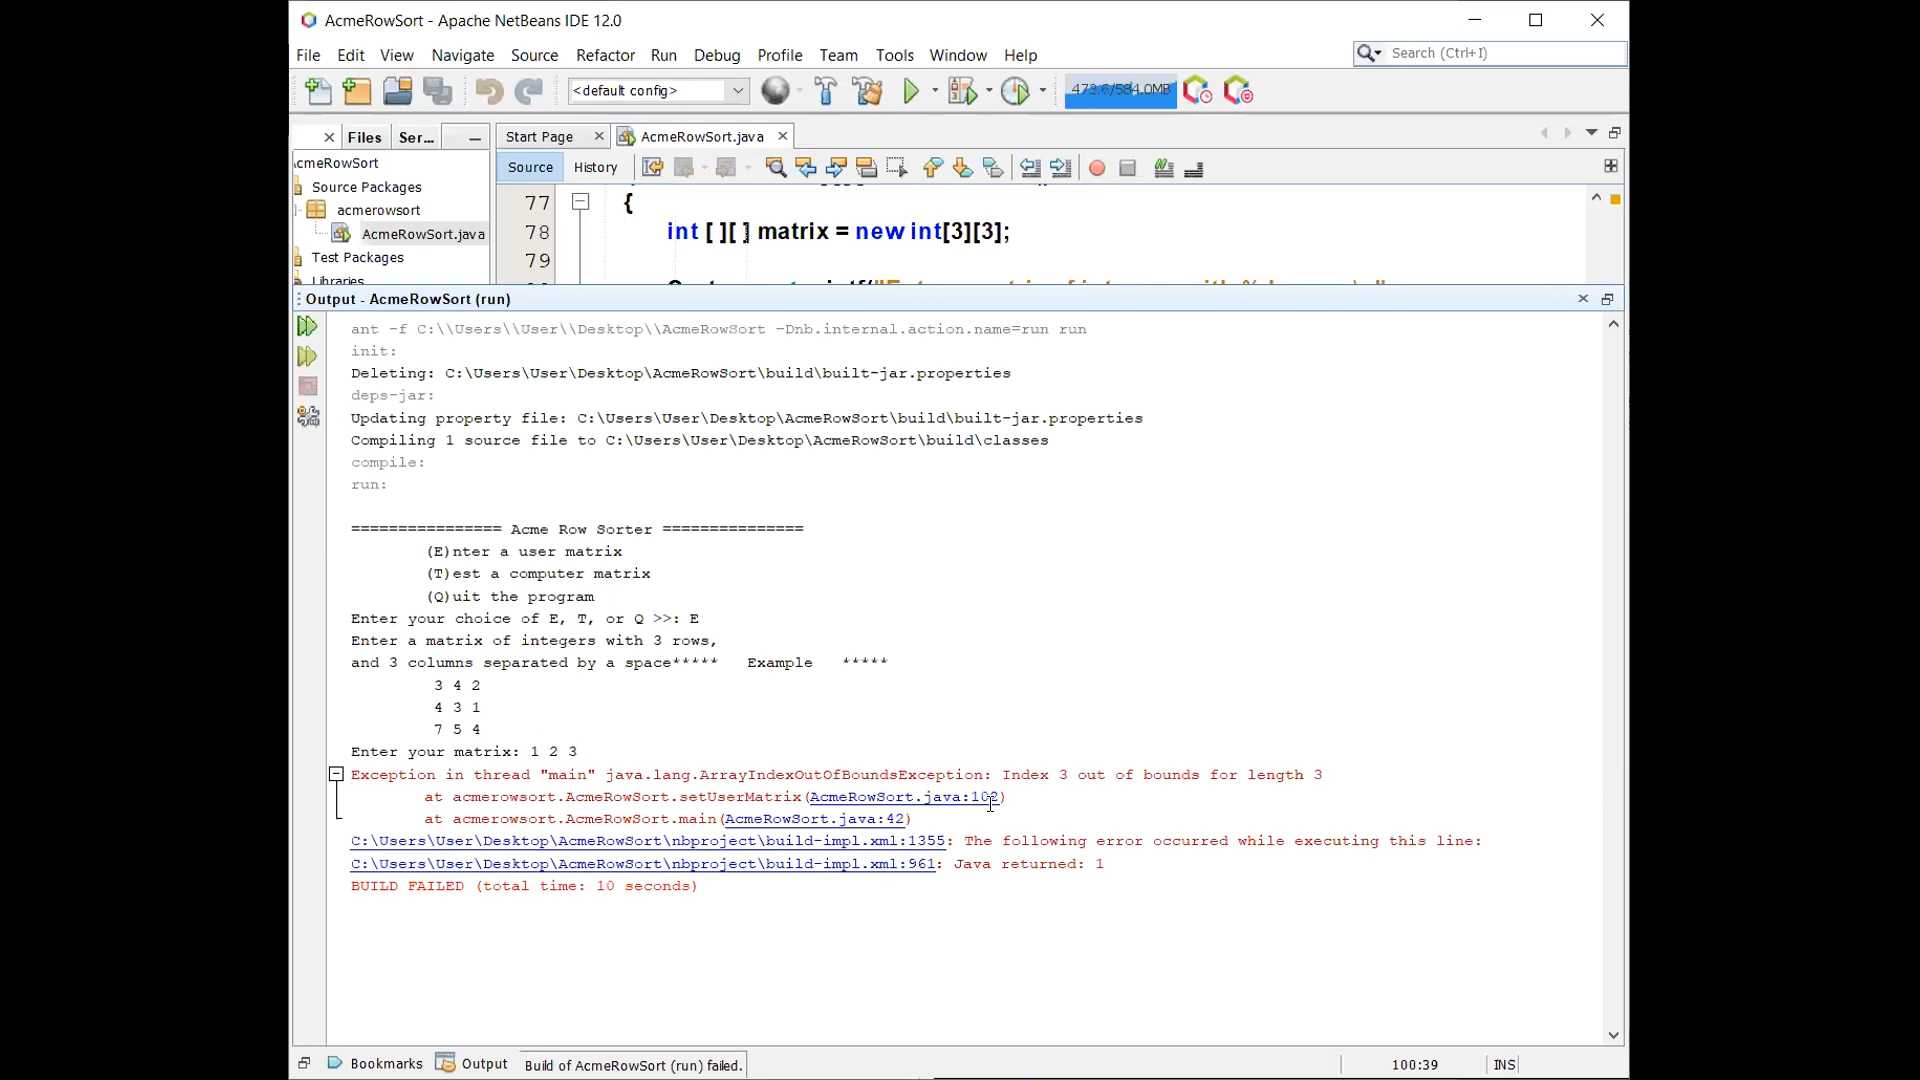 AcmeRowSort - Apache NetBeans IDE 12.0
File Edit View Navigate Source Refactor Run Debug Profile Team Tools Window Help
Search (Ctrl+I)
<default config>
473.6/584.0MB
Files Ser...
Start Page
AcmeRowSort.java
cmeRowSort
Source Packages
acmerowsort
AcmeRowSort.java
Test Packages
Libraries
Source History
77 {
78 int [ ][ ] matrix = new int[3][3];
79
Output - AcmeRowSort (run)
ant -f C:\\Users\\User\\Desktop\\AcmeRowSort -Dnb.internal.action.name=run run
init:
Deleting: C:\Users\User\Desktop\AcmeRowSort\build\built-jar.properties
deps-jar:
Updating property file: C:\Users\User\Desktop\AcmeRowSort\build\built-jar.properties
Compiling 1 source file to C:\Users\User\Desktop\AcmeRowSort\build\classes
compile:
run:
================ Acme Row Sorter ===============
(E)nter a user matrix
(T)est a computer matrix
(Q)uit the program
Enter your choice of E, T, or Q >>: E
Enter a matrix of integers with 3 rows,
and 3 columns separated by a space***** Example *****
3 4 2
4 3 1
7 5 4
Enter your matrix: 1 2 3
Exception in thread "main" java.lang.ArrayIndexOutOfBoundsException: Index 3 out of bounds for length 3
at acmerowsort.AcmeRowSort.setUserMatrix(AcmeRowSort.java:102)
at acmerowsort.AcmeRowSort.main(AcmeRowSort.java:42)
C:\Users\User\Desktop\AcmeRowSort\nbproject\build-impl.xml:1355: The following error occurred while executing this line:
C:\Users\User\Desktop\AcmeRowSort\nbproject\build-impl.xml:961: Java returned: 1
BUILD FAILED (total time: 10 seconds)
Bookmarks Output Build of AcmeRowSort (run) failed. 100:39 INS